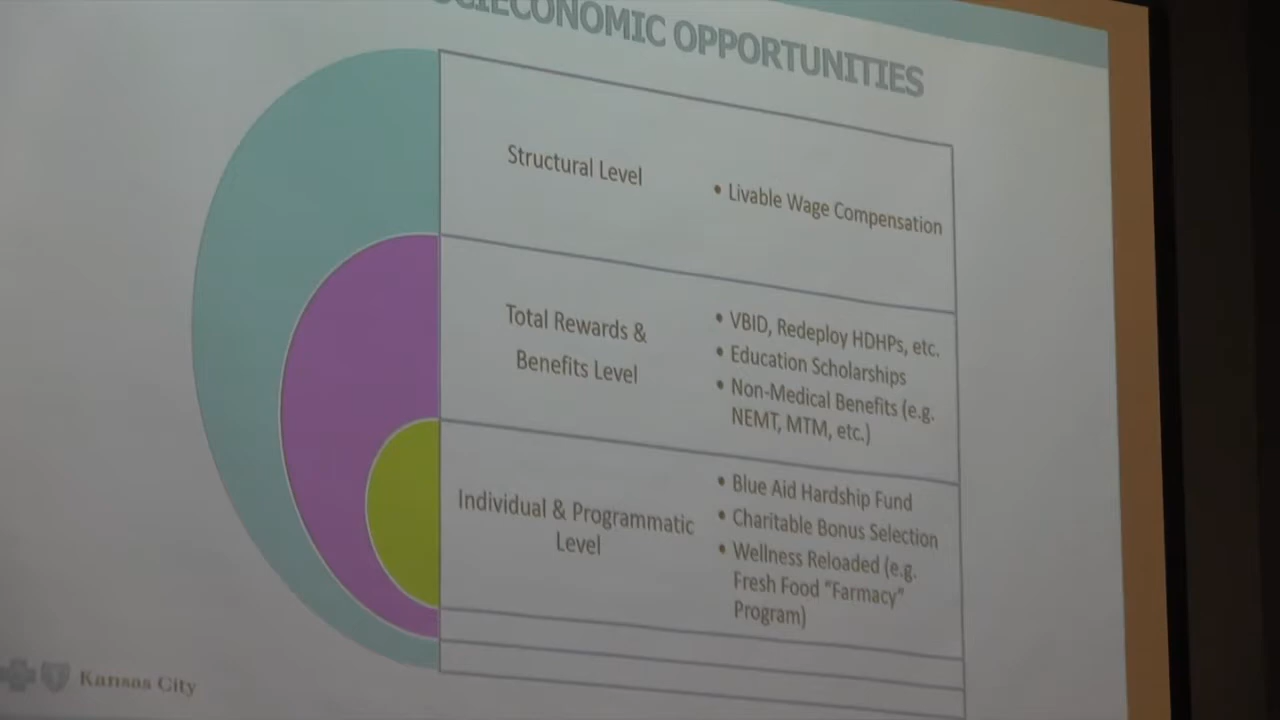 OPPORTUNITIES
Structural Level
• Livable Wage Compensation
Total Rewards &
Benefits Level
• VBID, Redeploy HDHPs, etc.
• Education Scholarships
• Non-Medical Benefits (e.g.
NEMT, MTM, etc.)
Individual & Programmatic
Level
• Blue Aid Hardship Fund
• Charitable Bonus Selection
• Wellness Reloaded (e.g.
Fresh Food “Farmacy”
Program)
Kansas City